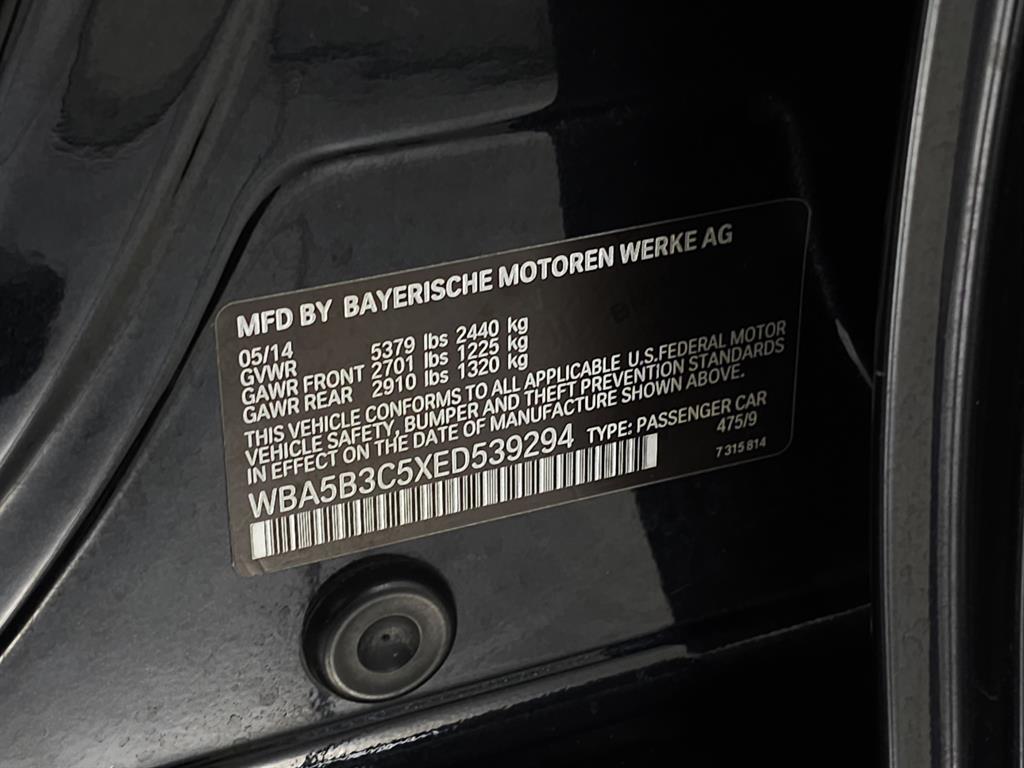 MFD BY BAYERISCHE MOTOREN WERKE AG
05/14
GVWR 5379 lbs 2440 kg
GAWR FRONT 2701 lbs 1225 kg
GAWR REAR 2910 lbs 1320 kg
THIS VEHICLE CONFORMS TO ALL APPLICABLE U.S.FEDERAL MOTOR
VEHICLE SAFETY, BUMPER AND THEFT PREVENTION STANDARDS
IN EFFECT ON THE DATE OF MANUFACTURE SHOWN ABOVE.
WBA5B3C5XED539294 TYPE: PASSENGER CAR
475/9
7 315 814